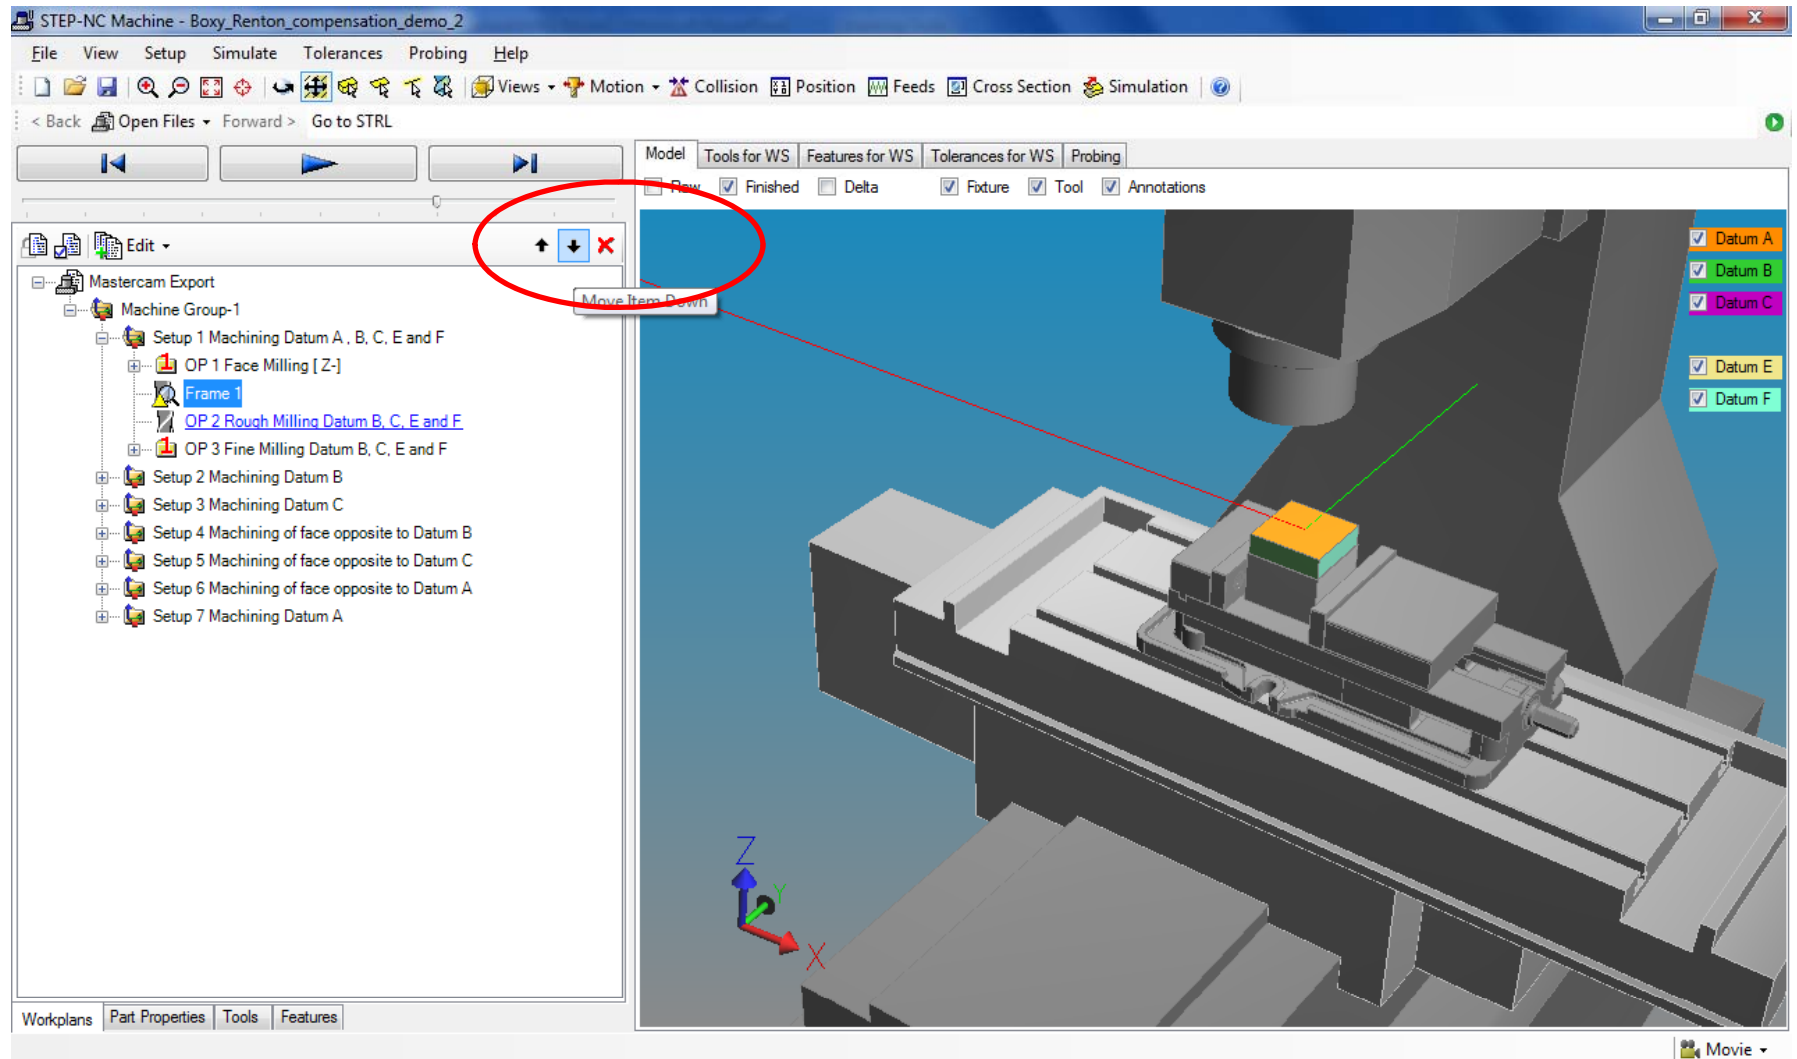 STEP-NC Machine - Boxy_Renton_compensation_demo_2
File View Setup Simulate Tolerances Probing Help
Views Motion Collision Position Feeds Cross Section Simulation
< Back Open Files Forward > Go to STRL
Model Tools for WS Features for WS Tolerances for WS Probing
Raw Finished Delta Fixture Tool Annotations
Edit
Move Item Down
Mastercam Export
Machine Group-1
Setup 1 Machining Datum A , B, C, E and F
OP 1 Face Milling [ Z-]
Frame 1
OP 2 Rough Milling Datum B, C, E and F
OP 3 Fine Milling Datum B, C, E and F
Setup 2 Machining Datum B
Setup 3 Machining Datum C
Setup 4 Machining of face opposite to Datum B
Setup 5 Machining of face opposite to Datum C
Setup 6 Machining of face opposite to Datum A
Setup 7 Machining Datum A
Datum A
Datum B
Datum C
Datum E
Datum F
Z
Y
X
Workplans Part Properties Tools Features
Movie